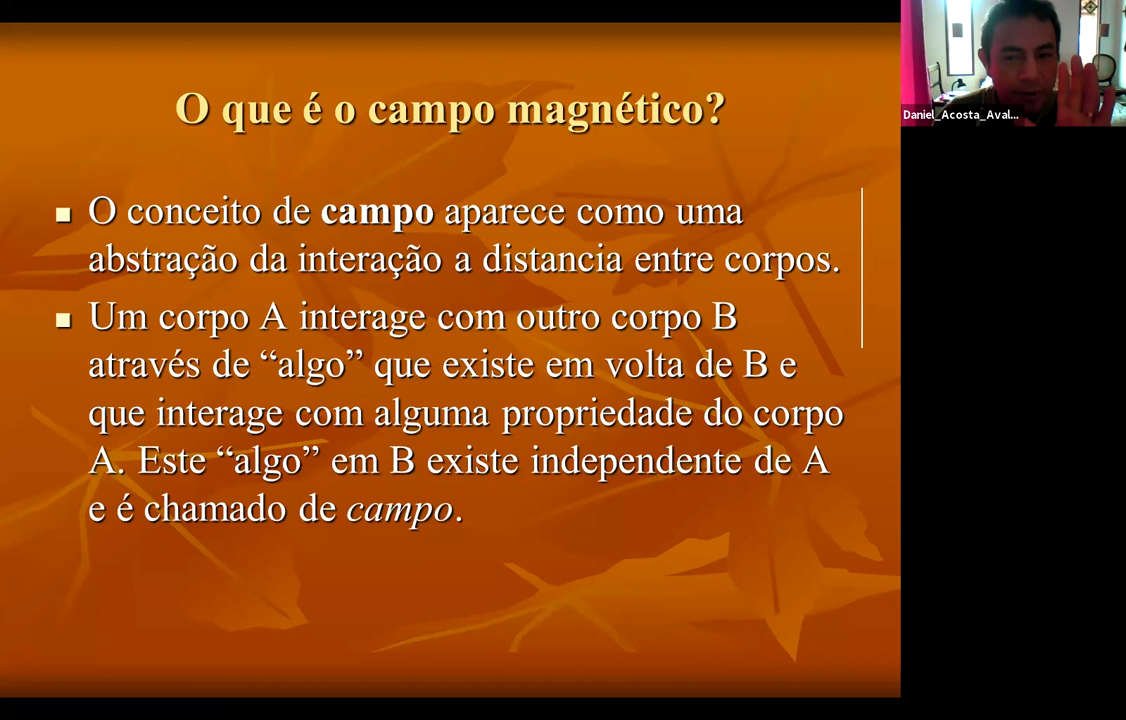 O que é o campo magnético?
O conceito de campo aparece como uma
abstração da interação a distancia entre corpos.
Um corpo A interage com outro corpo B
através de “algo” que existe em volta de B e
que interage com alguma propriedade do corpo
A. Este “algo” em B existe independente de A
e é chamado de campo.
Daniel_Acosta_Aval...